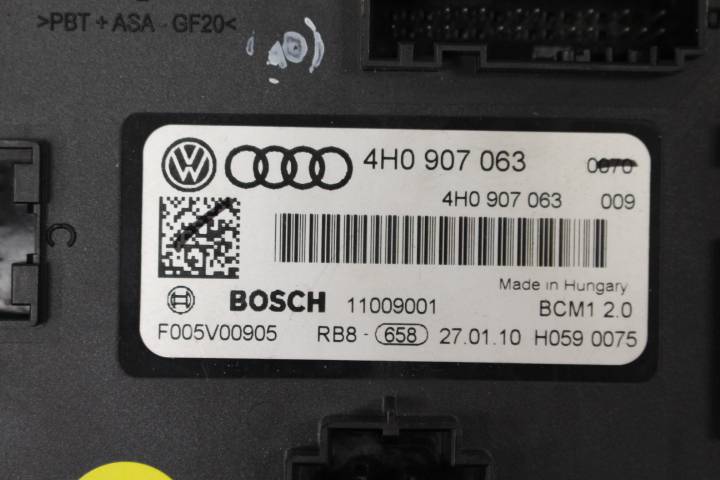 >PBT + ASA - GF20<
4H0 907 063 0070
4H0 907 063 009
Made in Hungary
BOSCH 11009001 BCM1 2.0
F005V00905 RB8 - 658 27.01.10 H059 0075
C